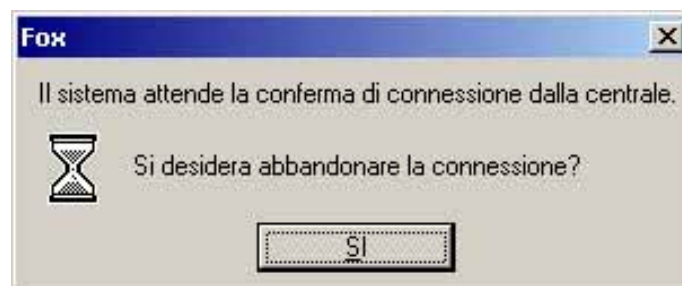 Fox
Il sistema attende la conferma di connessione dalla centrale.
Si desidera abbandonare la connessione?
SI